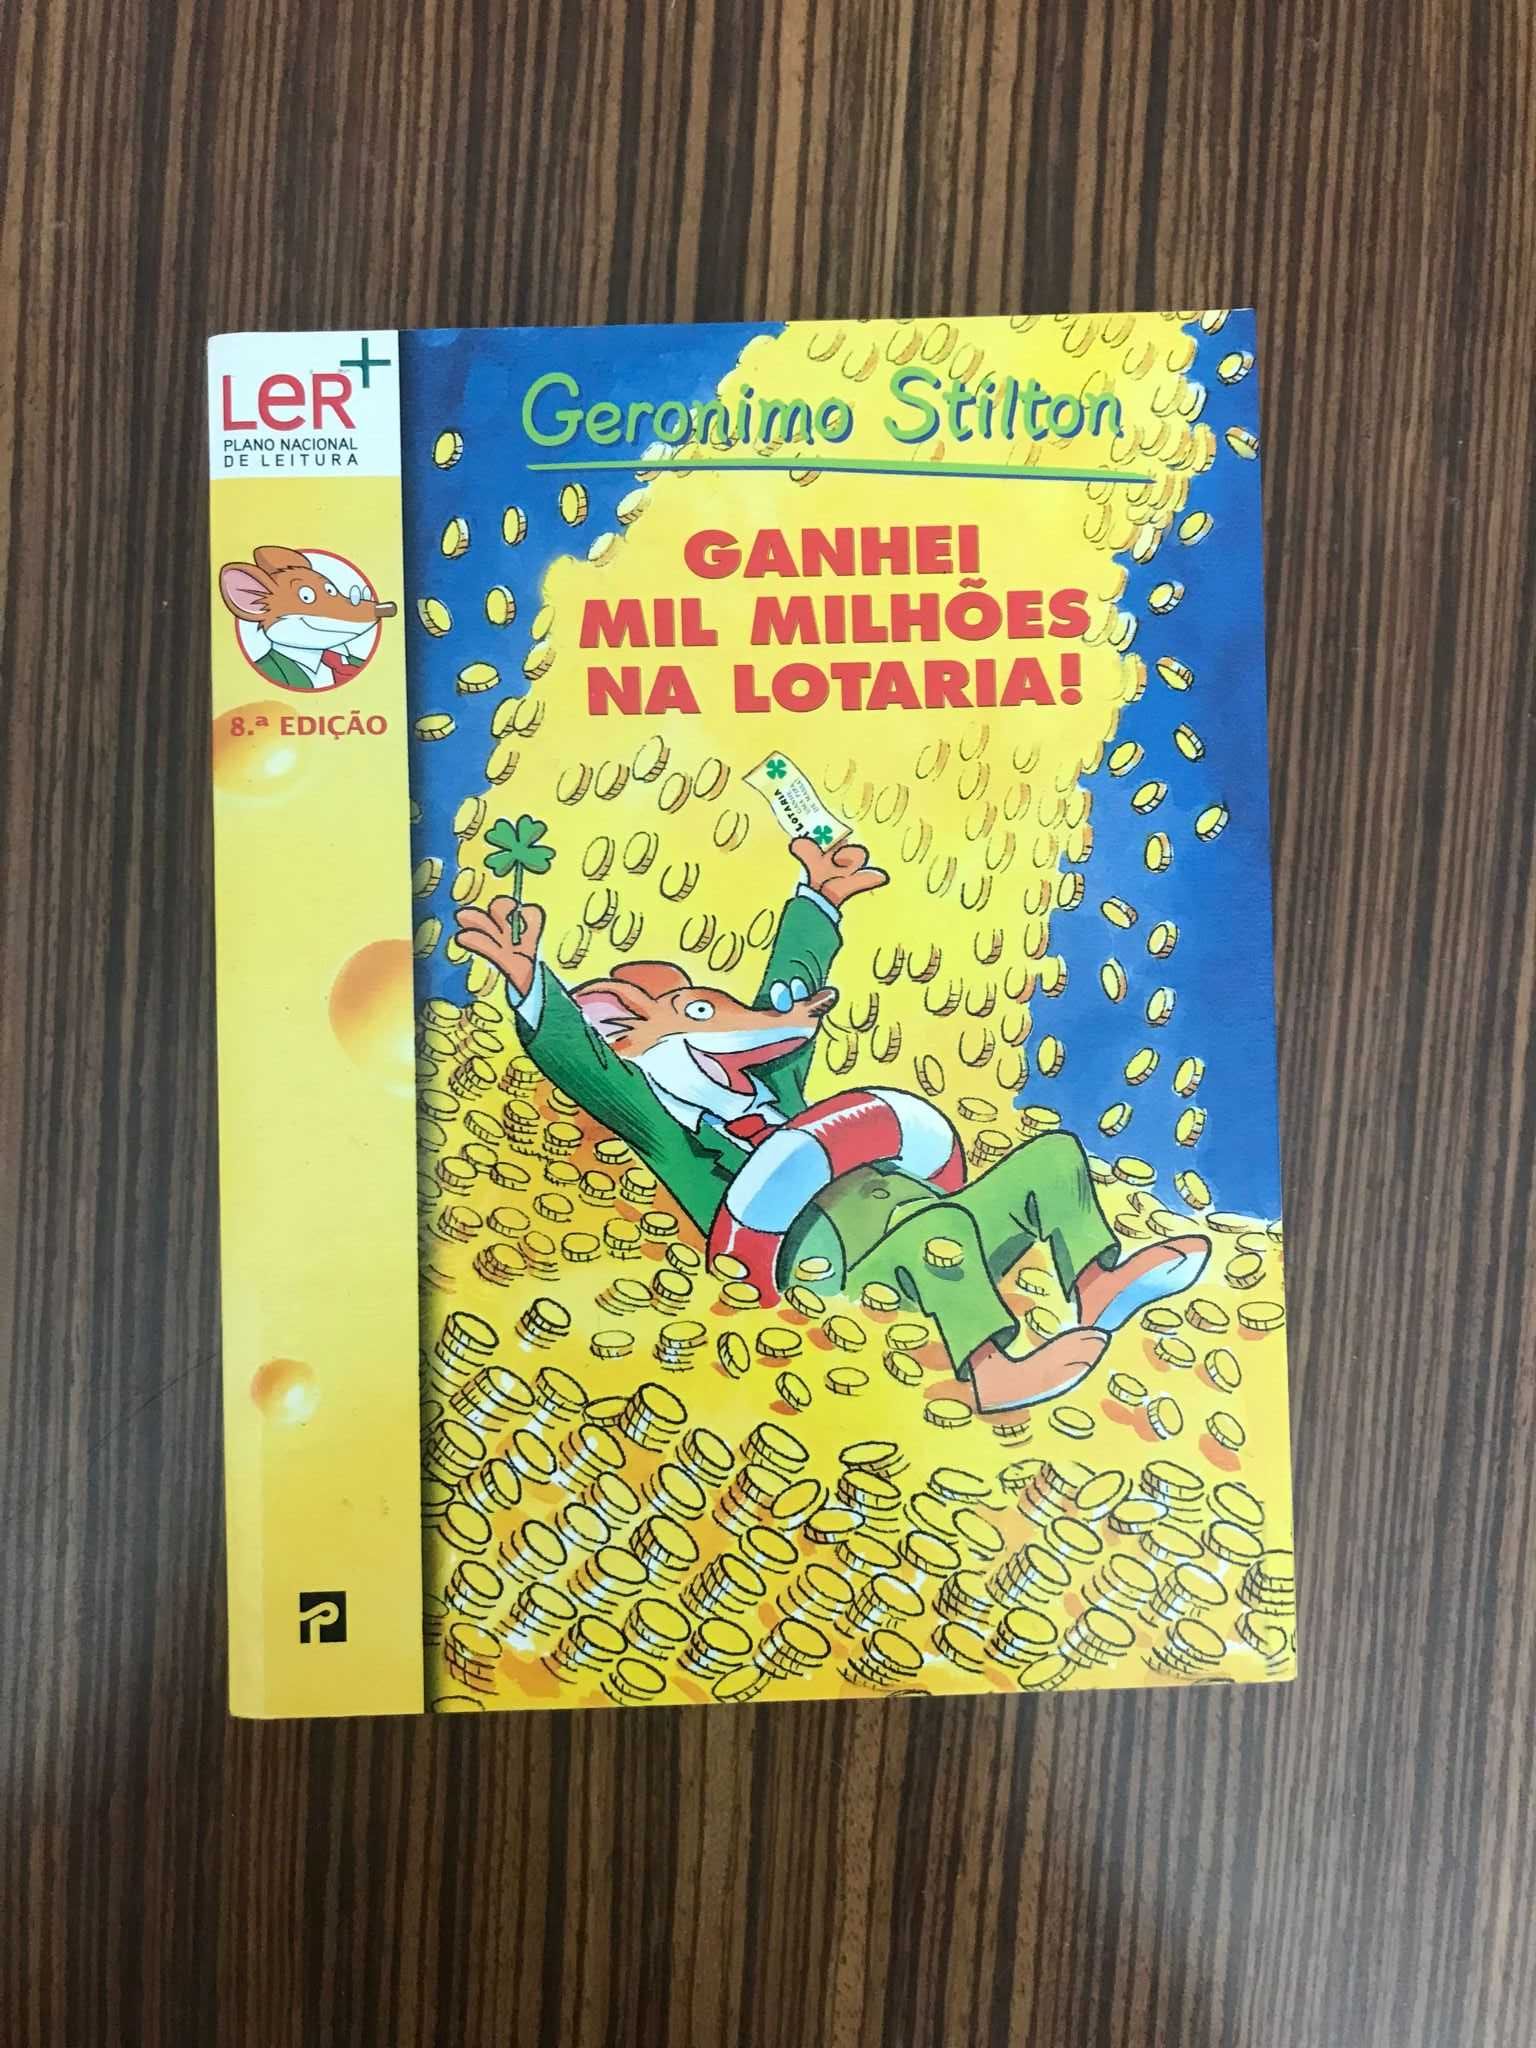 LeR+
PLANO NACIONAL
DE LEITURA
8.ª EDIÇÃO
Geronimo Stilton
GANHEI
MIL MILHÕES
NA LOTARIA!
LOTARIA